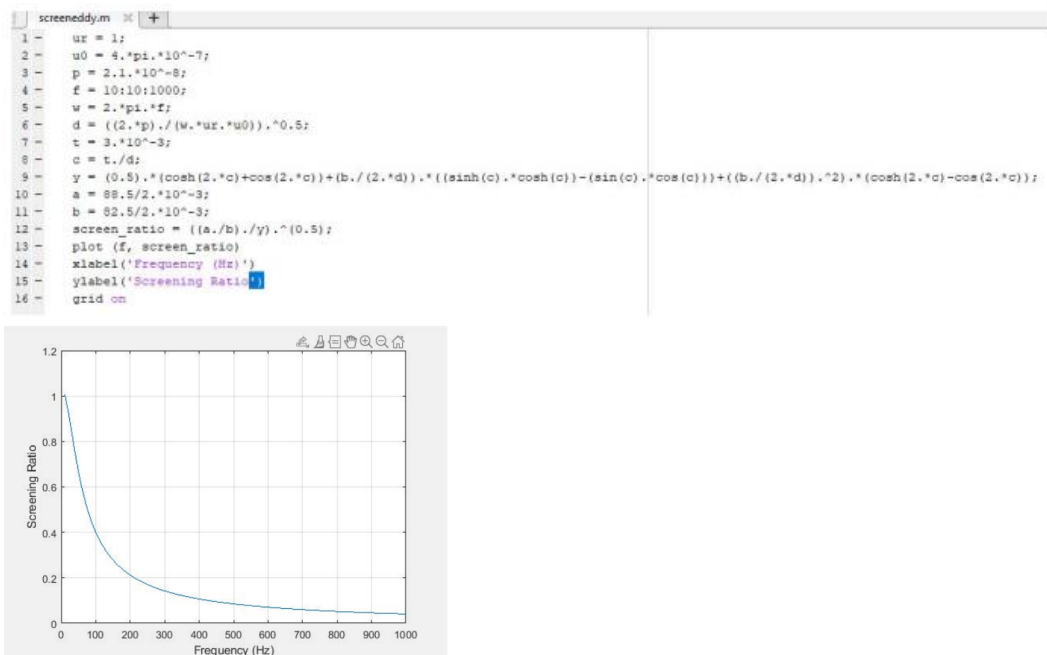 screeneddy.m
1 - ur = 1;
2 - u0 = 4.*pi.*10^-7;
3 - p = 2.1.*10^-8;
4 - f = 10:10:1000;
5 - w = 2.*pi.*f;
6 - d = ((2.*p)./(w.*ur.*u0)).^0.5;
7 - t = 3.*10^-3;
8 - c = t./d;
9 - y = (0.5).*(cosh(2.*c)+cos(2.*c))+(b./(2.*d)).*((sinh(c).*cosh(c))-(sin(c).*cos(c)))+((b./(2.*d)).^2).*(cosh(2.*c)-cos(2.*c));
10 - a = 88.5/2.*10^-3;
11 - b = 82.5/2.*10^-3;
12 - screen_ratio = ((a./b)./y).^(0.5);
13 - plot (f, screen_ratio)
14 - xlabel('Frequency (Hz)')
15 - ylabel('Screening Ratio')
16 - grid on
1.2
1
0.8
0.6
0.4
0.2
0
Screening Ratio
0 100 200 300 400 500 600 700 800 900 1000
Frequency (Hz)